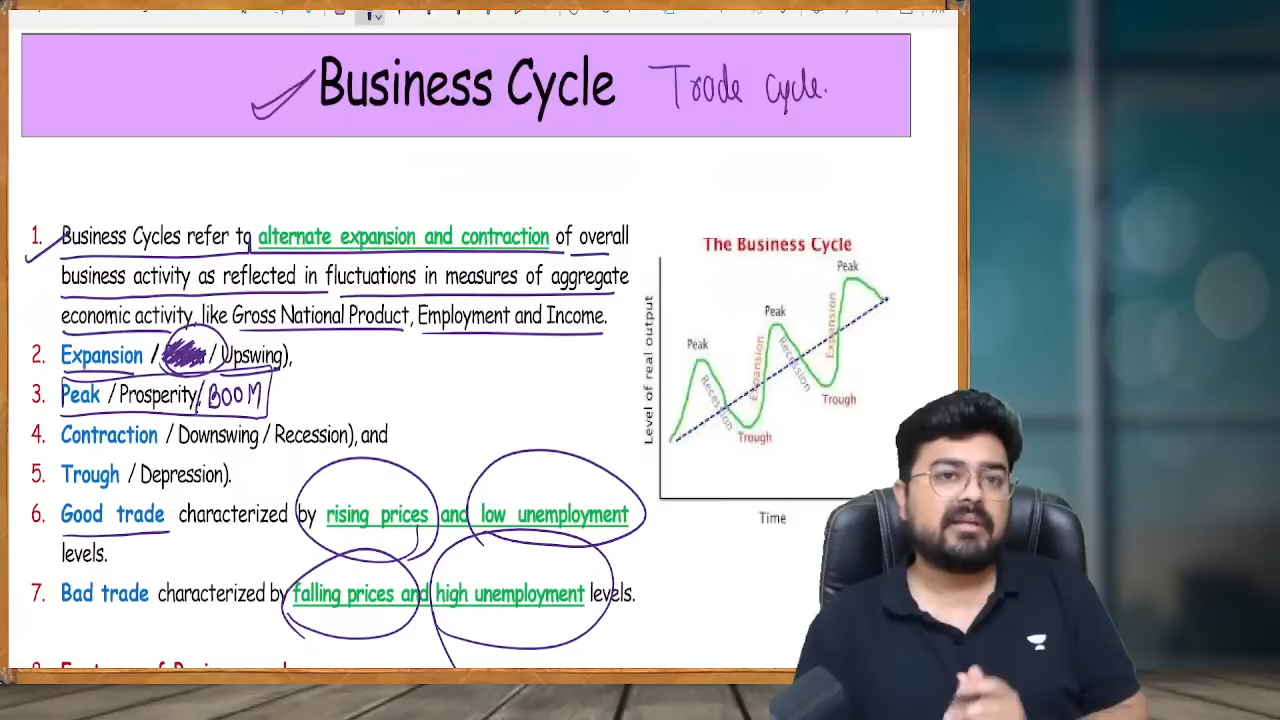 Business Cycle Trade cycle.
1. Business Cycles refer to alternate expansion and contraction of overall
business activity as reflected in fluctuations in measures of aggregate
economic activity, like Gross National Product, Employment and Income.
2. Expansion / / Upswing),
3. Peak / Prosperity / BOOM
4. Contraction / Downswing / Recession), and
5. Trough / Depression).
6. Good trade characterized by rising prices and low unemployment
levels.
7. Bad trade characterized by falling prices and high unemployment levels.
The Business Cycle
Level of real output
Peak
Recession
Trough
Expansion
Peak
Recession
Trough
Expansion
Peak
Time